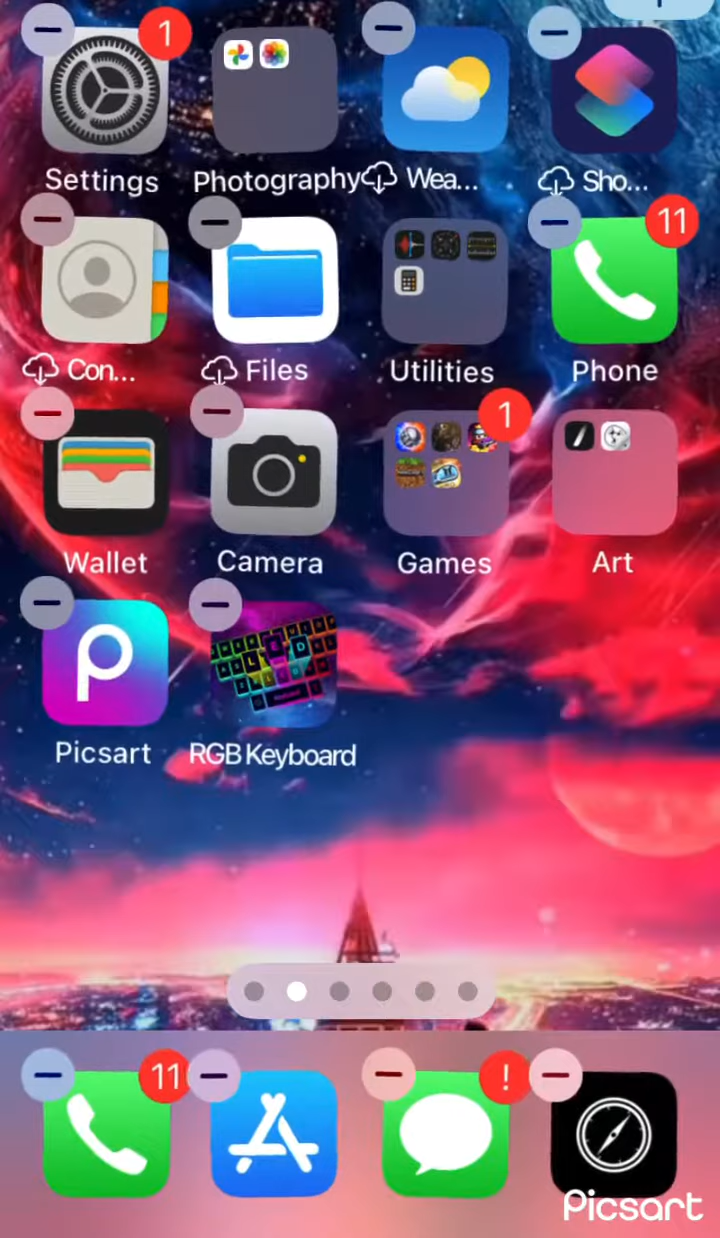 1
Settings
Photography
Wea...
Sho...
11
Con...
Files
Utilities
Phone
1
Wallet
Camera
Games
Art
Picsart
RGB Keyboard
11
!
Picsart